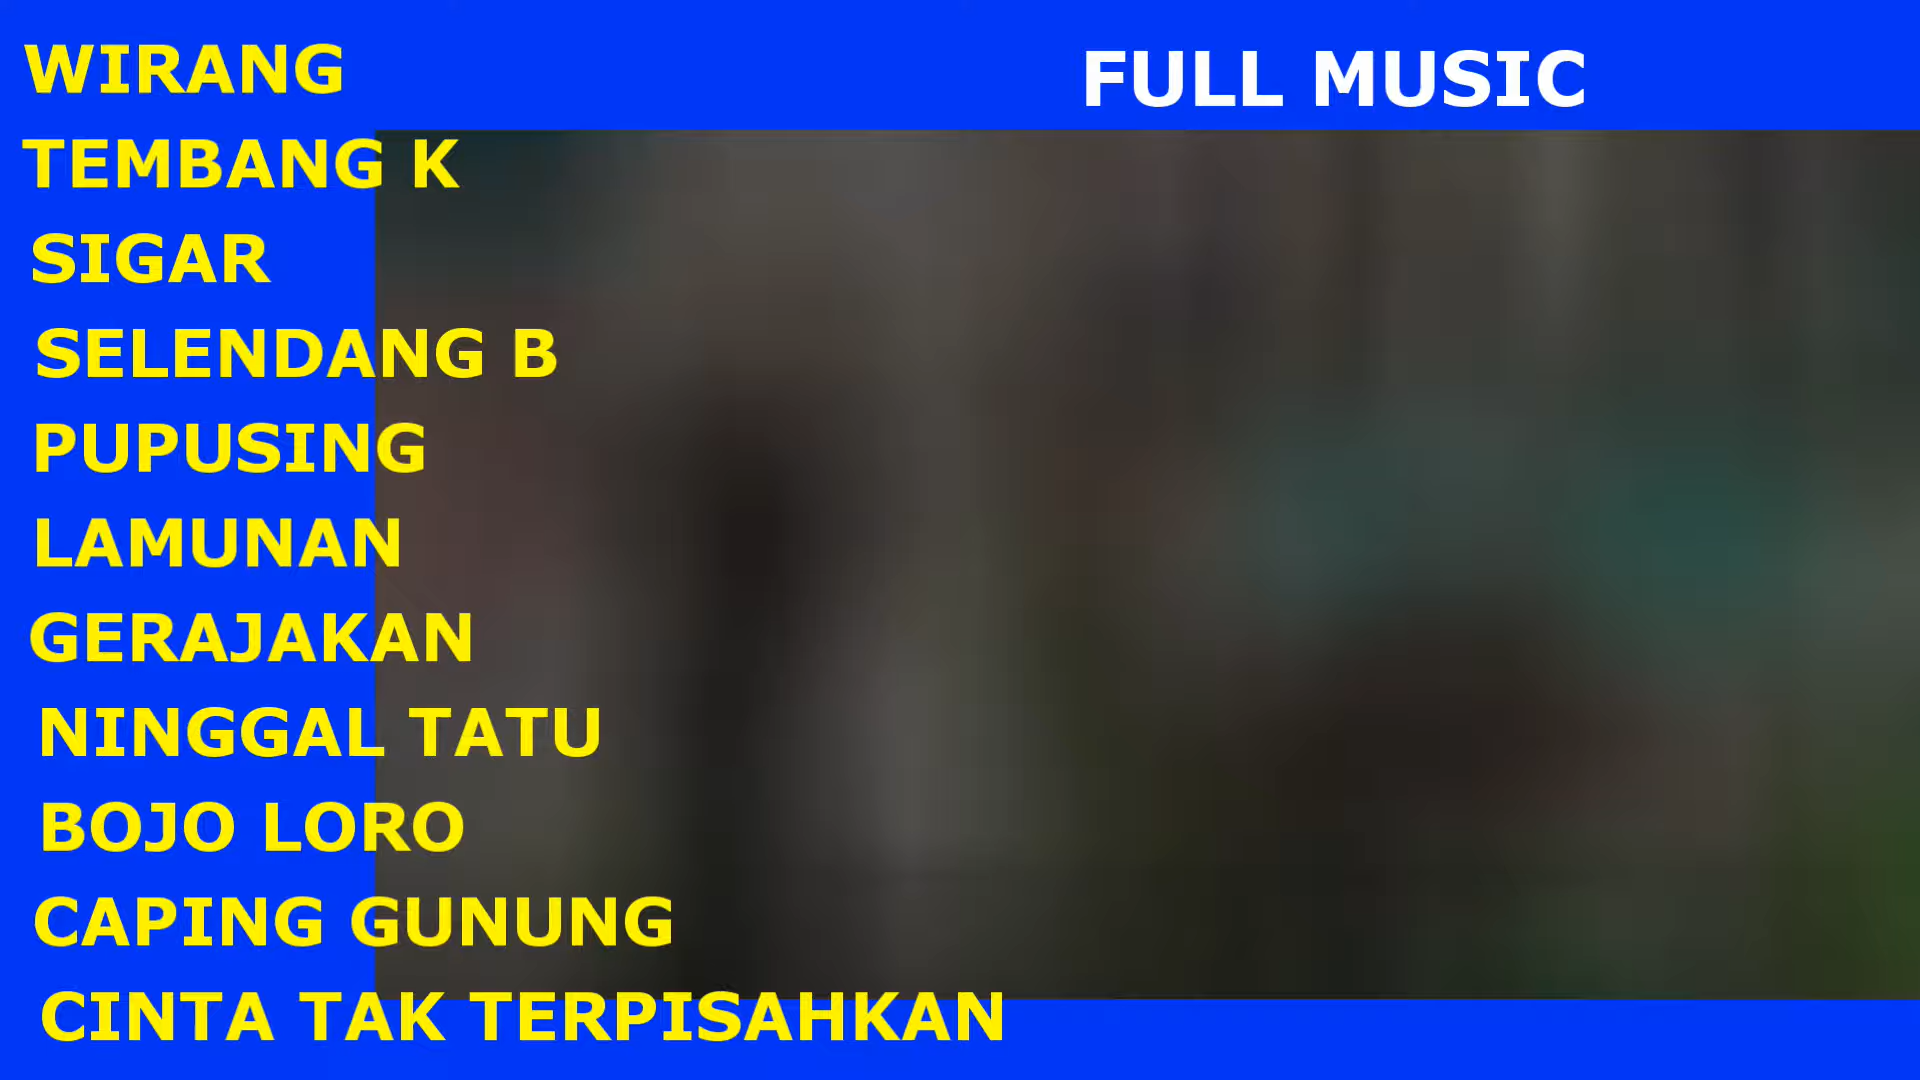 WIRANG
FULL MUSIC
TEMBANG K
SIGAR
SELENDANG B
PUPUSING
LAMUNAN
GERAJAKAN
NINGGAL TATU
BOJO LORO
CAPING GUNUNG
CINTA TAK TERPISAHKAN